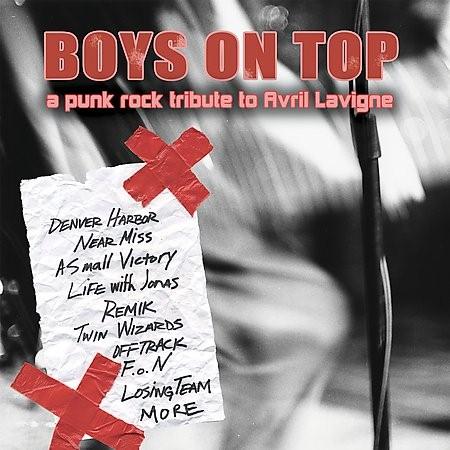 BOYS ON TOP
a punk rock tribute to Avril Lavigne
DENVER HARBOR
NEAR MISS
A SMall VICTORY
LIFE with Jonas
REMIK
TWIN WIZARDS
OFFTRACK
F.o.N
LOSING TEAM
MORE